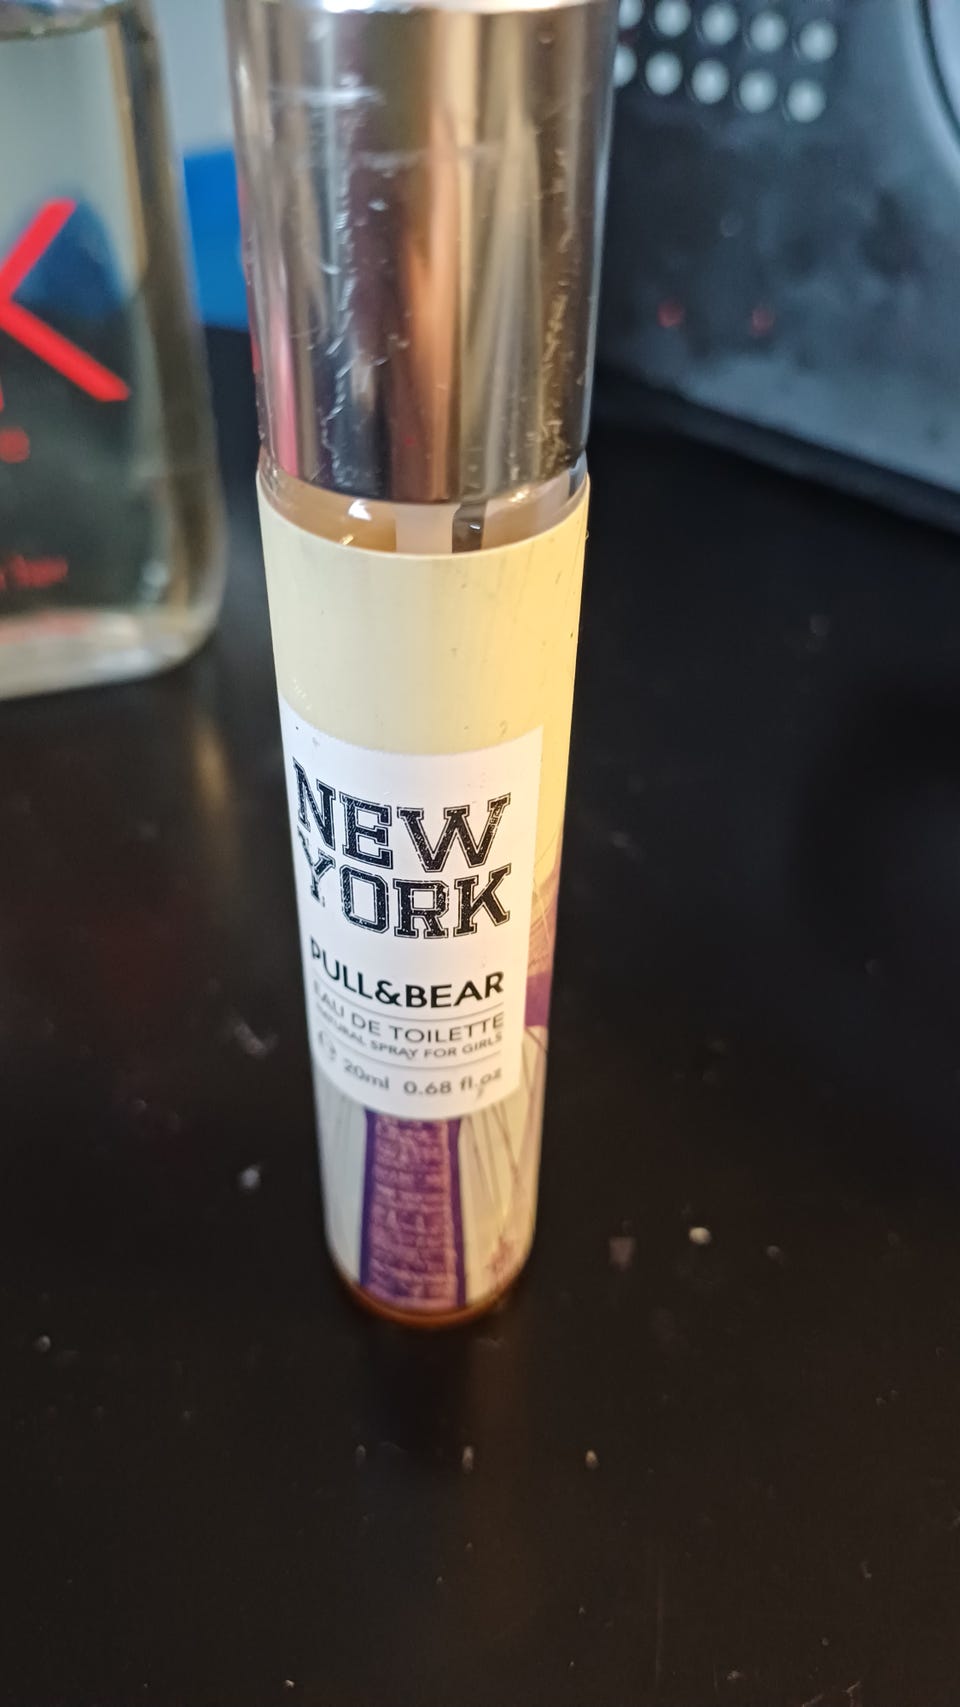 NEW
YORK
PULL&BEAR
EAU DE TOILETTE
NATURAL SPRAY FOR GIRLS
20ml 0.68 fl.oz